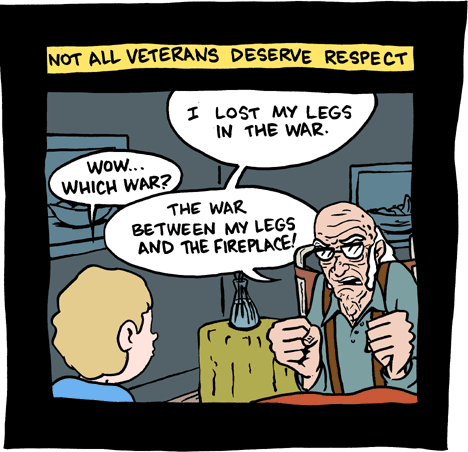 NOT ALL VETERANS DESERVE RESPECT
I LOST MY LEGS
IN THE WAR.
WOW...
WHICH WAR?
THE WAR
BETWEEN MY LEGS
AND THE FIREPLACE!